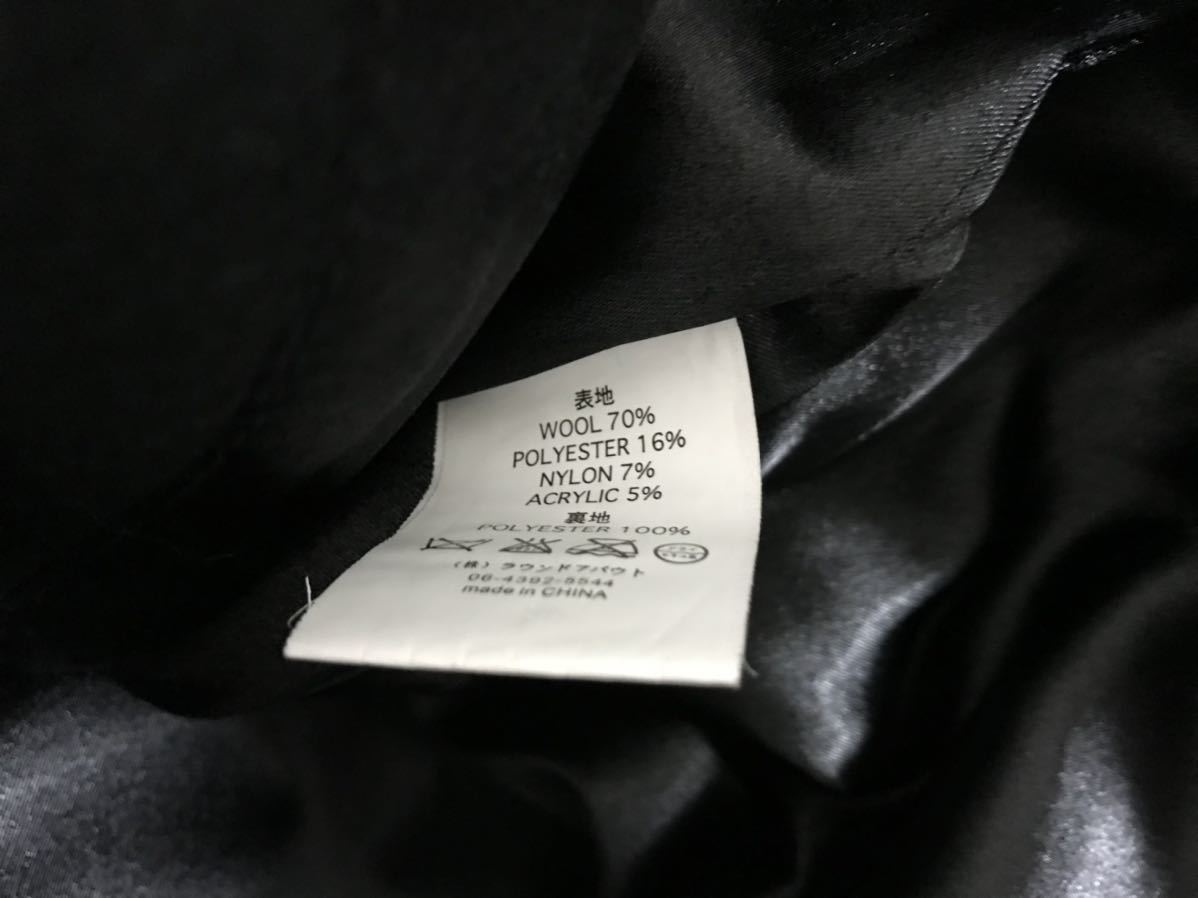 表地
WOOL 70%
POLYESTER 16%
NYLON 7%
ACRYLIC 5%
裏地
POLYESTER 100%
(株) ラウンドアバウト
06-4392-5544
made in CHINA